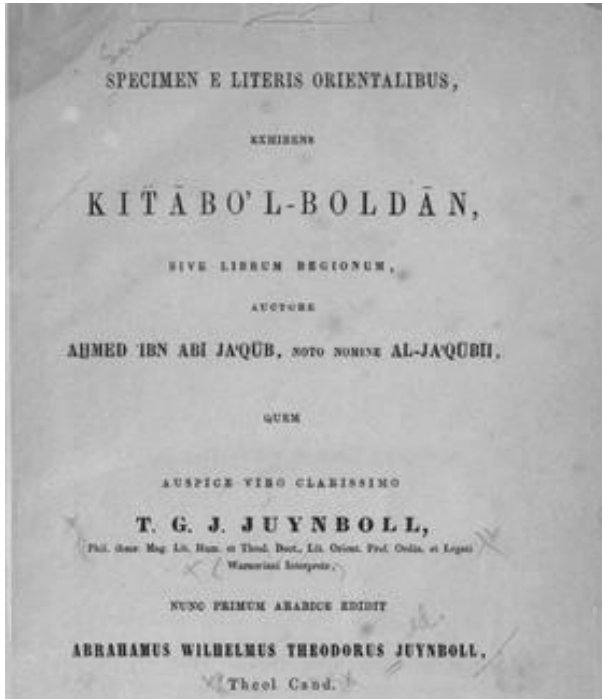 SPECIMEN E LITERIS ORIENTALIBUS,
EXHIBENS
KITĀBO'L-BOLDĀN,
SIVE LIBRUM REGIONUM,
AUCTORE
AḤMED IBN ABĪ JA'QŪB, NOTO NOMINE AL-JA'QŪBĪI,
QUEM
AUSPICE VIRO CLARISSIMO
T. G. J. JUYNBOLL,
Phil. theor. Mag. Lit. Hum. et Theol. Doct., Lit. Orient. Prof. Ordin. et Legati
Warneriani Interprete,
NUNC PRIMUM ARABICE EDIDIT
ed.
ABRAHAMUS WILHELMUS THEODORUS JUYNBOLL,
Theol Cand.